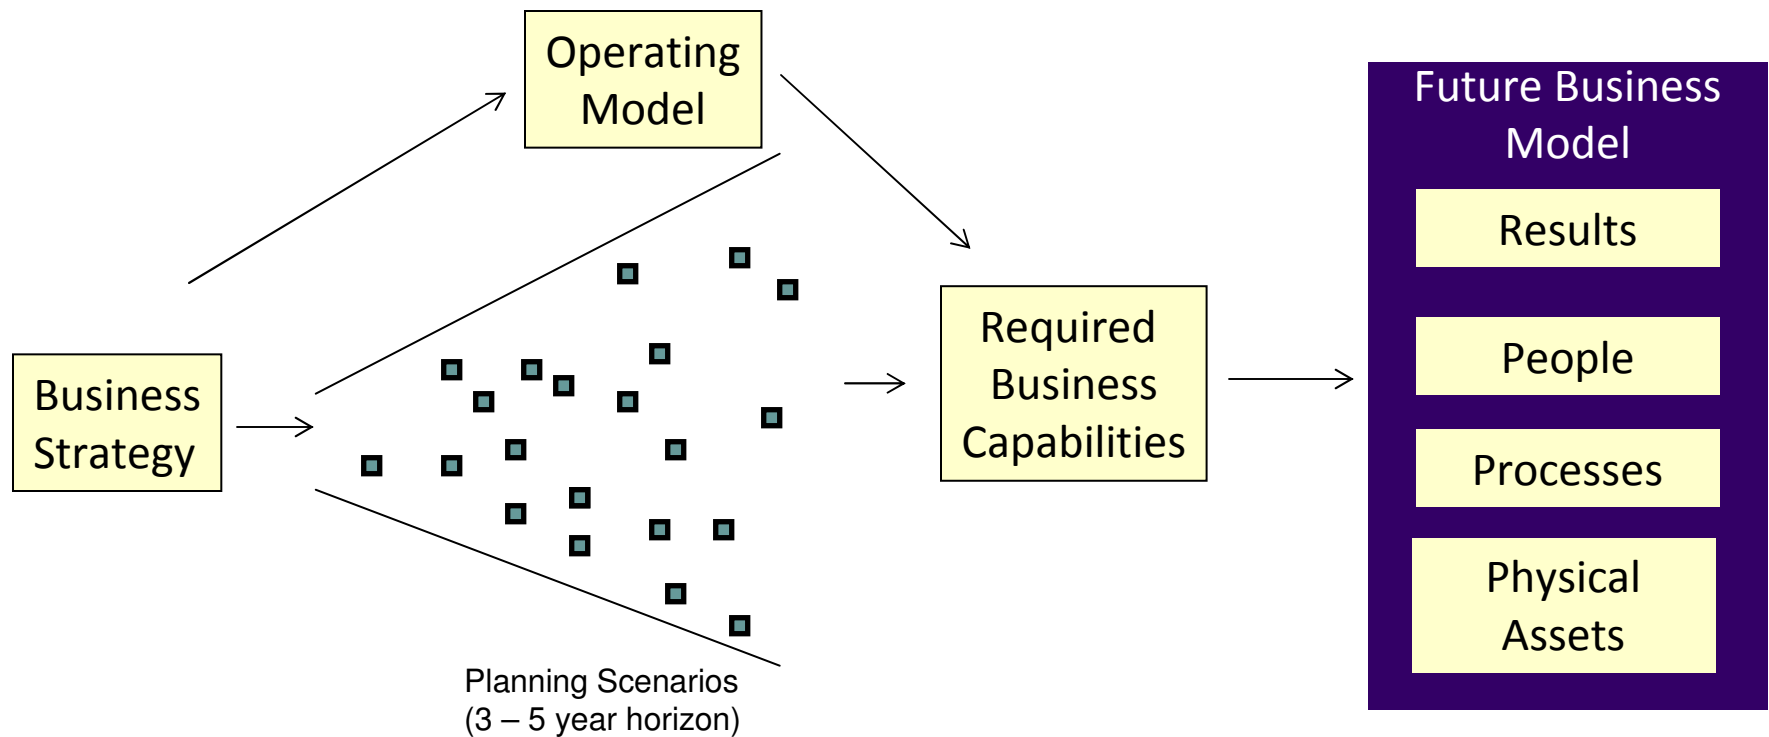 Operating
Model
Future Business
Model
Results
Required
Business
Capabilities
People
Business
Strategy
Processes
Physical
Assets
Planning Scenarios
(3 – 5 year horizon)